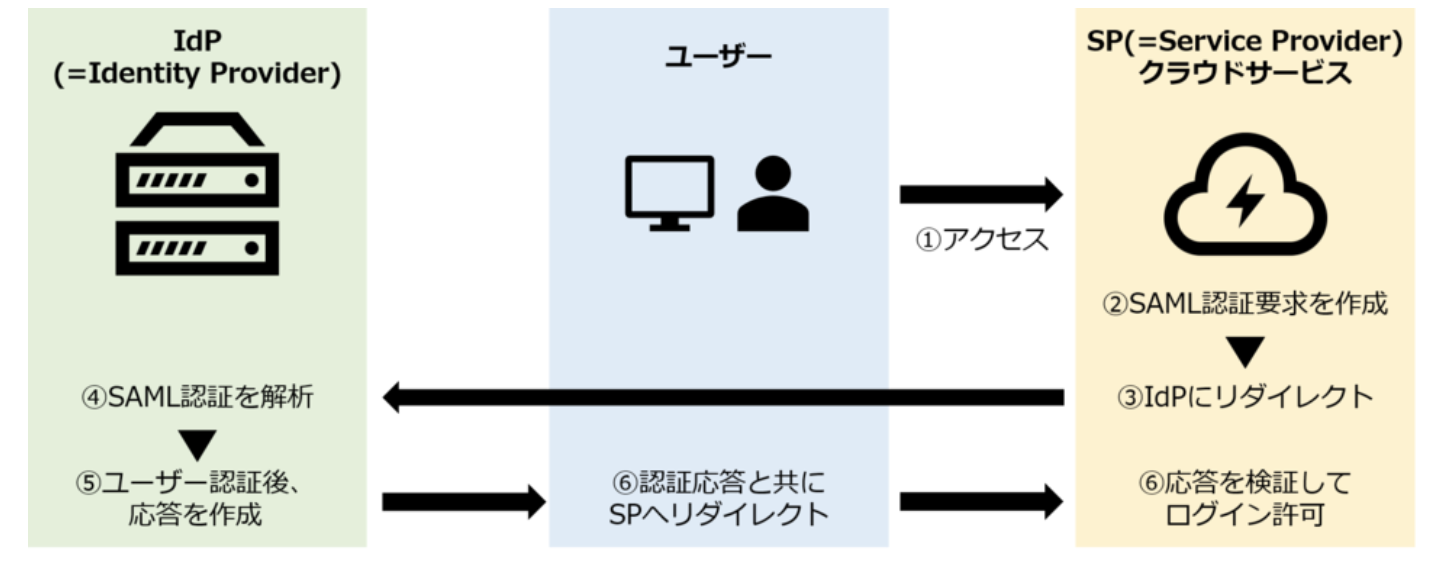 IdP
(=Identity Provider)
ユーザー
SP(=Service Provider)
クラウドサービス
①アクセス
②SAML認証要求を作成
③IdPにリダイレクト
④SAML認証を解析
⑤ユーザー認証後、
応答を作成
⑥認証応答と共に
SPへリダイレクト
⑥応答を検証して
ログイン許可